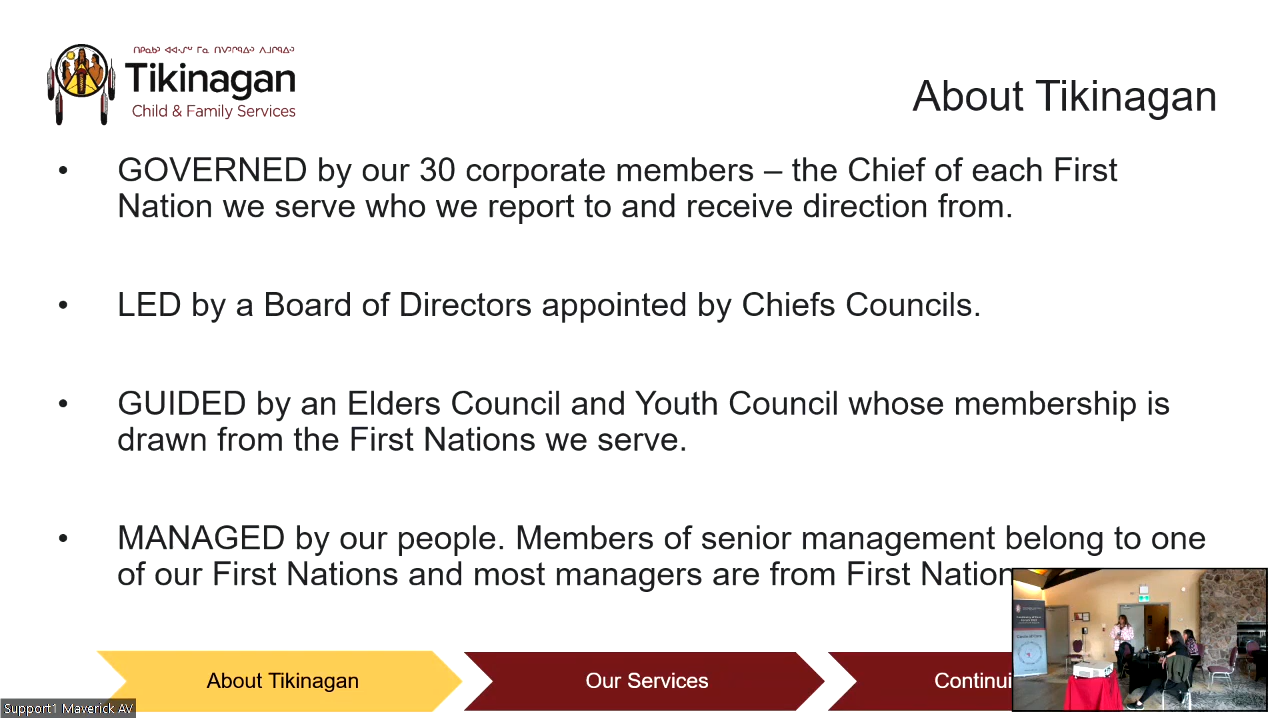 Tikinagan
Child & Family Services
About Tikinagan
• GOVERNED by our 30 corporate members – the Chief of each First
Nation we serve who we report to and receive direction from.
• LED by a Board of Directors appointed by Chiefs Councils.
• GUIDED by an Elders Council and Youth Council whose membership is
drawn from the First Nations we serve.
• MANAGED by our people. Members of senior management belong to one
of our First Nations and most managers are from First Nation
About Tikinagan
Our Services
Continui
Support1 Maverick AV